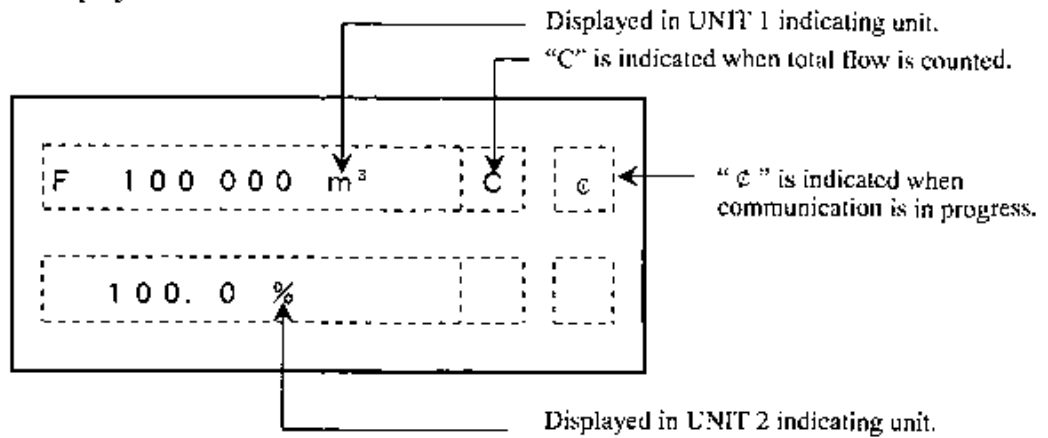 Displayed in UNIT 1 indicating unit.
"C" is indicated when total flow is counted.
F 100 000 m³ C ¢
"¢" is indicated when
communication is in progress.
100. 0 %
Displayed in UNIT 2 indicating unit.